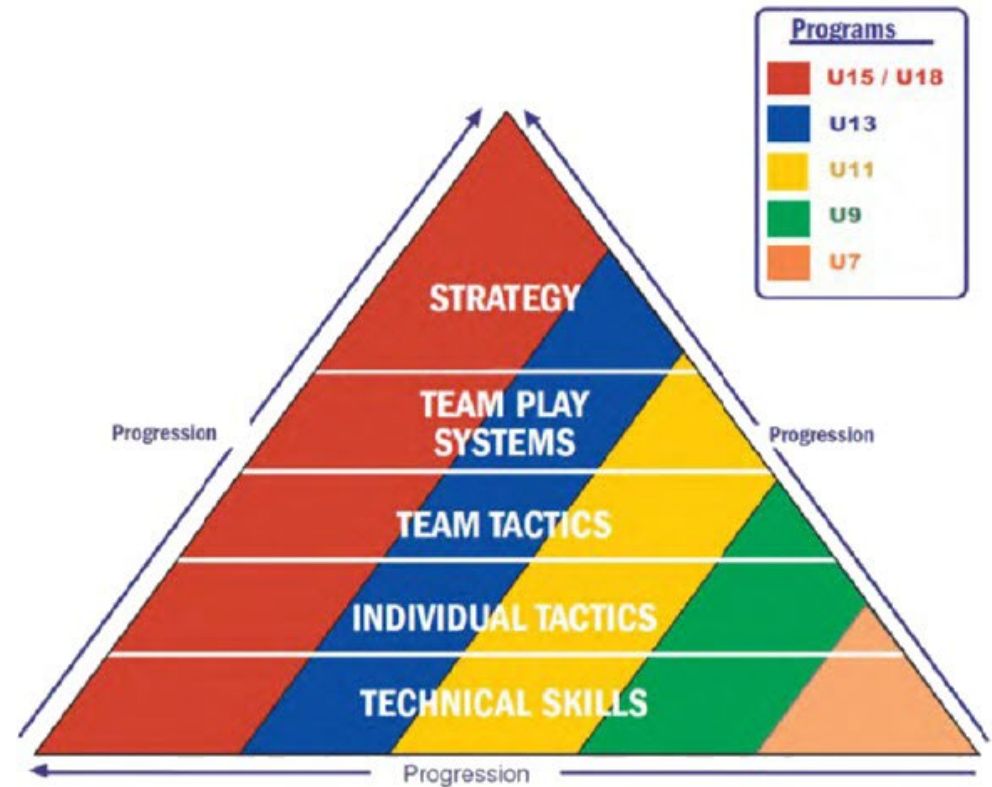 Programs
U15 / U18
U13
U11
U9
U7
STRATEGY
TEAM PLAY
SYSTEMS
Progression
Progression
TEAM TACTICS
INDIVIDUAL TACTICS
TECHNICAL SKILLS
Progression